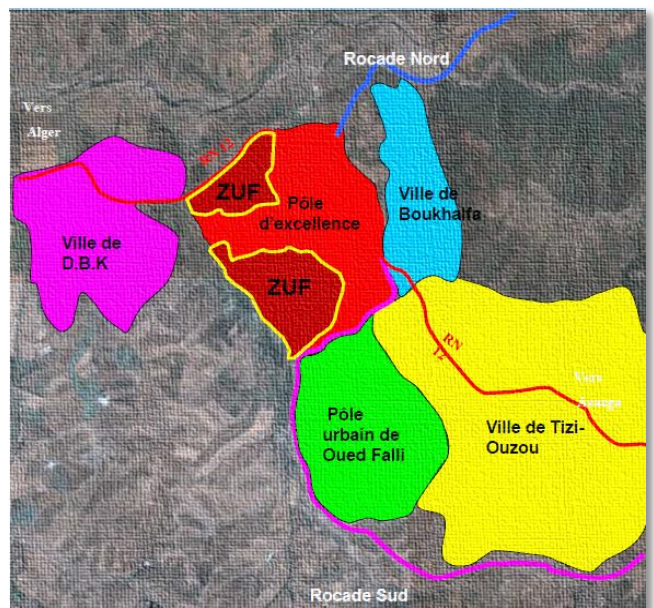 Rocade Nord
Vers
Alger
RN 12
ZUF
Pôle
d'excellence
Ville de
Boukhalfa
Ville de
D.B.K
ZUF
RN
12
Vers
Azazga
Pôle
urbain de
Oued Falli
Ville de Tizi-
Ouzou
Rocade Sud